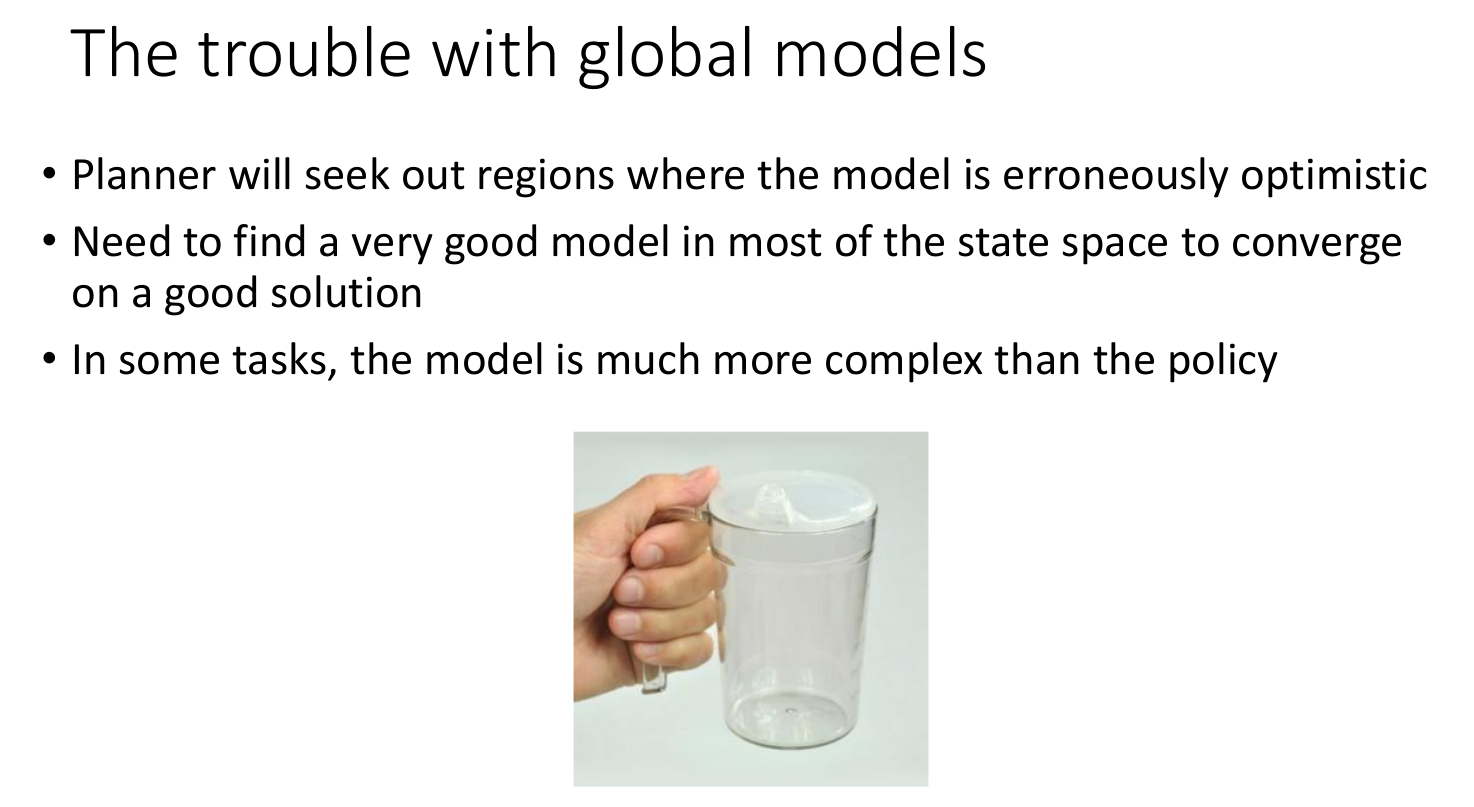 The trouble with global models
• Planner will seek out regions where the model is erroneously optimistic
• Need to find a very good model in most of the state space to converge
on a good solution
• In some tasks, the model is much more complex than the policy